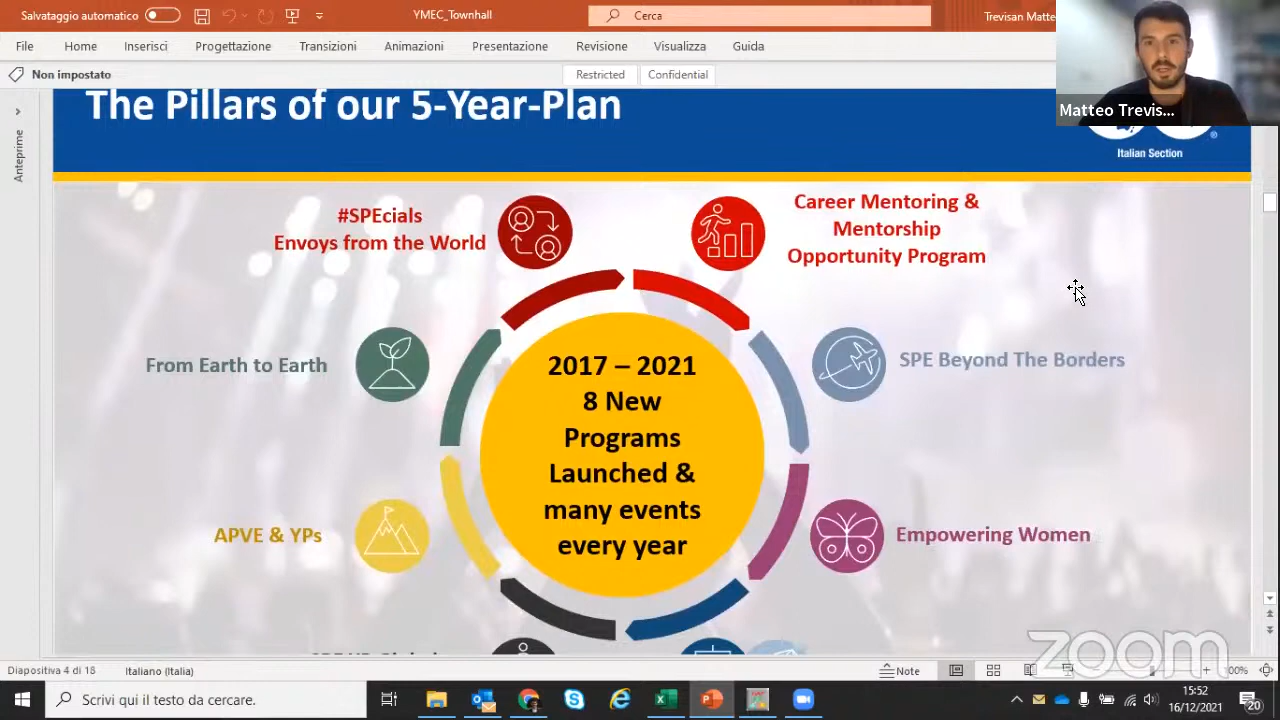 Salvataggio automatico
YMEC_Townhall
Cerca
Trevisan Matte
File Home Inserisci Progettazione Transizioni Animazioni Presentazione Revisione Visualizza Guida
Non impostato
Restricted Confidential
Matteo Trevis...
The Pillars of our 5-Year-Plan
Italian Section
Anteprime
#SPEcials
Envoys from the World
Career Mentoring &
Mentorship
Opportunity Program
From Earth to Earth
SPE Beyond The Borders
2017 – 2021
8 New
Programs
Launched &
many events
every year
APVE & YPs
Empowering Women
zoom
Diapositiva 4 di 18 Italiano (Italia) Note 00%
Scrivi qui il testo da cercare.
15:52
16/12/2021
20